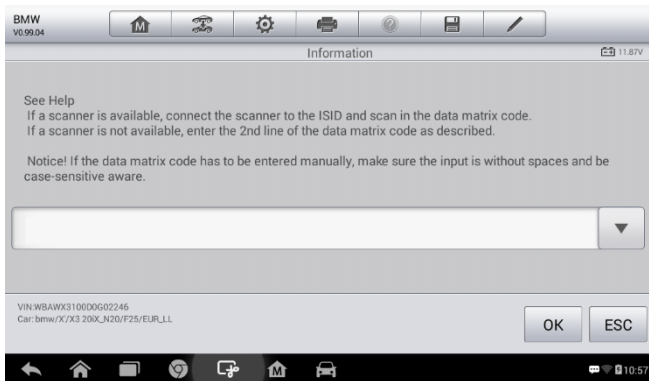 BMW
V0.99.04
Information
11.87V
See Help
If a scanner is available, connect the scanner to the ISID and scan in the data matrix code.
If a scanner is not available, enter the 2nd line of the data matrix code as described.
Notice! If the data matrix code has to be entered manually, make sure the input is without spaces and be
case-sensitive aware.
VIN:WBAWX3100D0G02246
Car: bmw/X'/X3 20iX_N20/F25/EUR_LL
OK
ESC
10:57